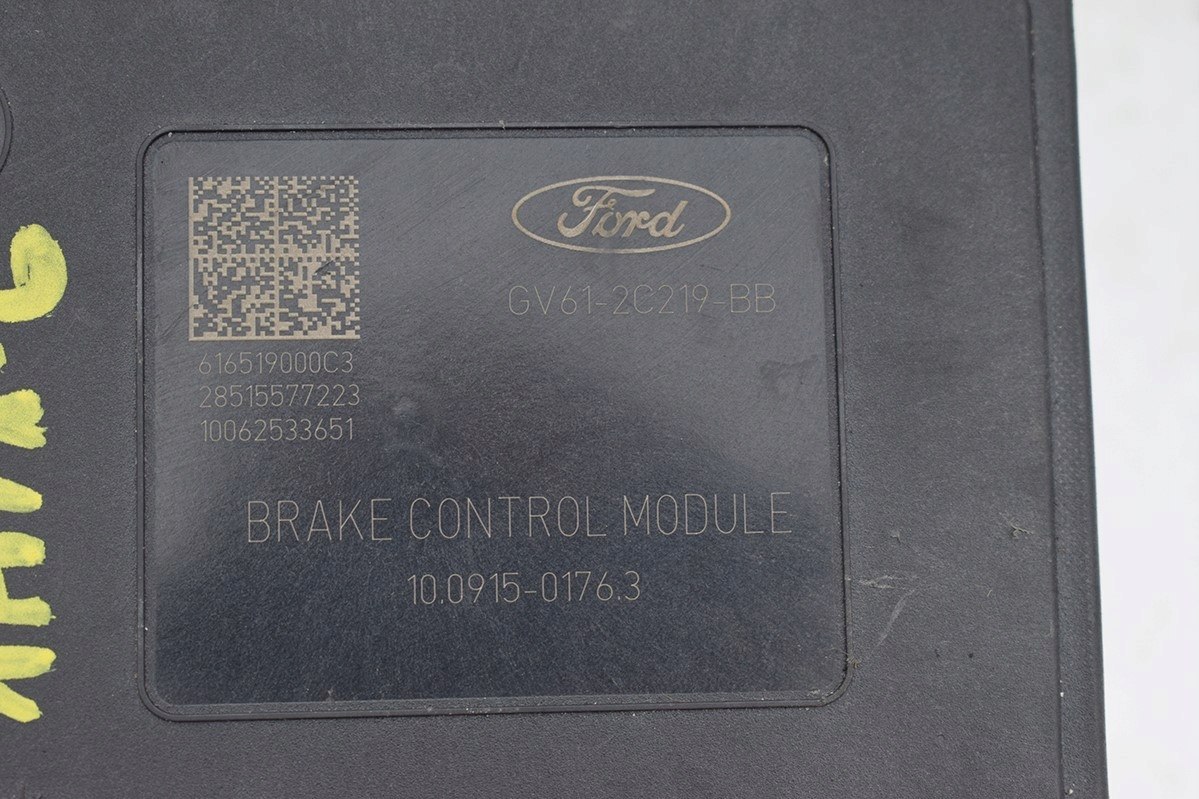 Ford
GV61-2C219-BB
616519000C3
28515577223
10062533651
BRAKE CONTROL MODULE
10.0915-0176.3